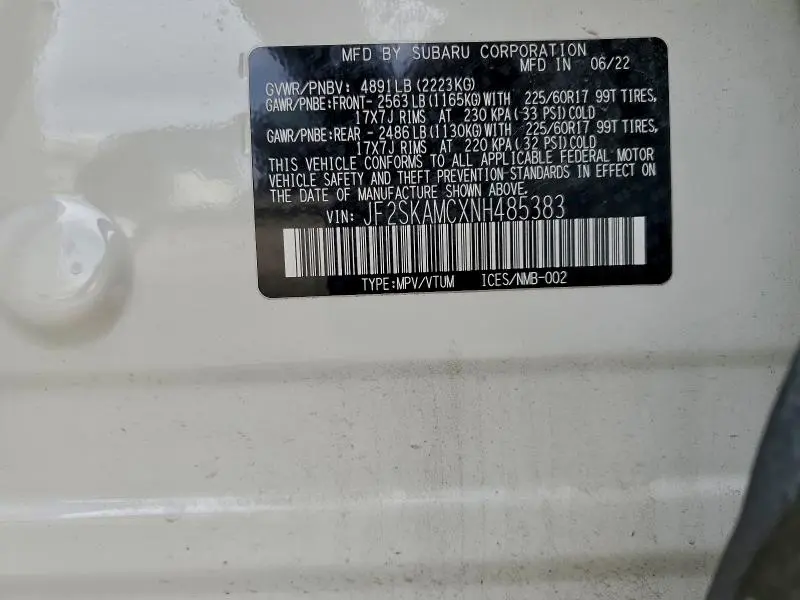 MFD BY SUBARU CORPORATION
MFD IN 06/22
GVWR/PNBV: 4891LB (2223KG)
GAWR/PNBE:FRONT- 2563LB (1165KG) WITH 225/60R17 99T TIRES,
17X7J RIMS AT 230 KPA( 33 PSI)COLD
GAWR/PNBE:REAR - 2486LB (1130KG) WITH 225/60R17 99T TIRES,
17X7J RIMS AT 220 KPA( 32 PSI)COLD
THIS VEHICLE CONFORMS TO ALL APPLICABLE FEDERAL MOTOR
VEHICLE SAFETY AND THEFT PREVENTION STANDARDS IN EFFECT ON
THE DATE OF MANUFACTURE SHOWN ABOVE.
VIN: JF2SKAMCXNH485383
TYPE:MPV/VTUM ICES/NMB-002